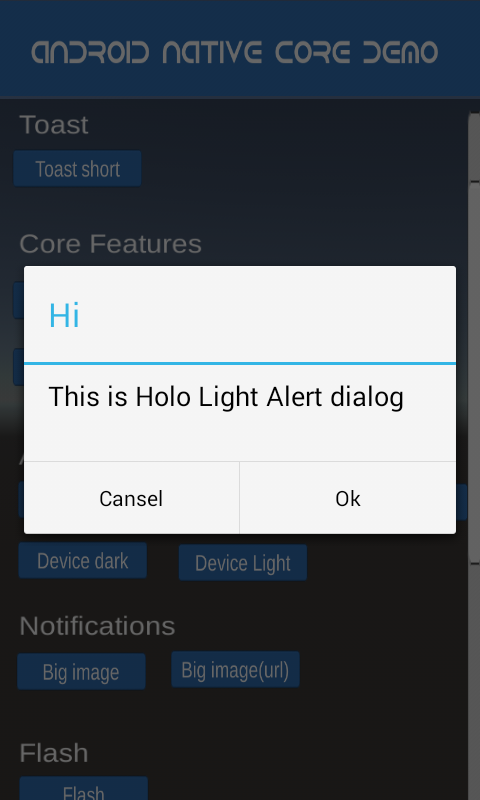 ANDROID NATIVE CORE DEMO
Toast
Toast short
Core Features
Hi
This is Holo Light Alert dialog
Cansel Ok
Device dark Device Light
Notifications
Big image Big image(url)
Flash
Flash